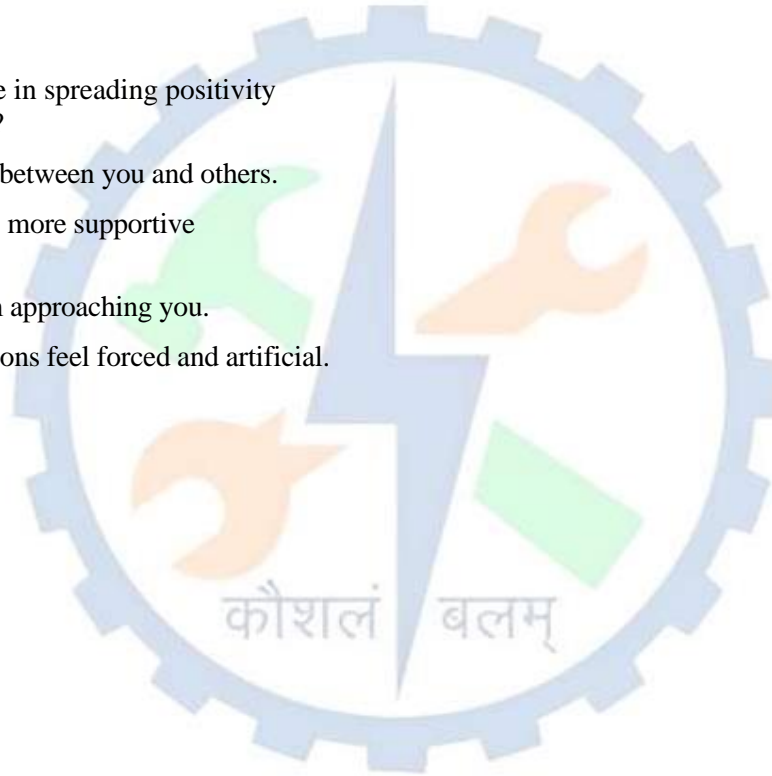 e in spreading positivity
?
between you and others.
more supportive
approaching you.
ons feel forced and artificial.
कौशलं बलम्